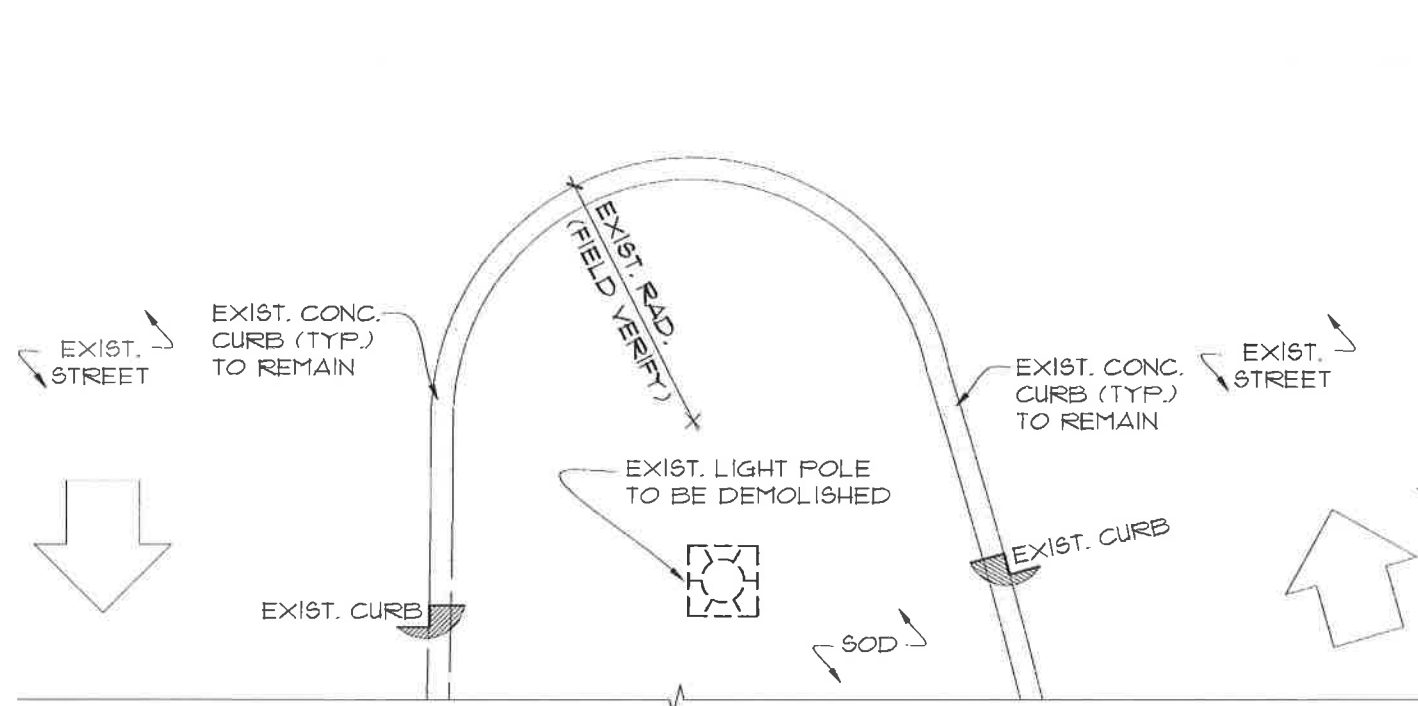 EXIST. RAD.
(FIELD VERIFY)
EXIST. CONC.
CURB (TYP.)
TO REMAIN
EXIST.
STREET
EXIST. CONC.
CURB (TYP.)
TO REMAIN
EXIST.
STREET
EXIST. LIGHT POLE
TO BE DEMOLISHED
EXIST. CURB
EXIST. CURB
SOD